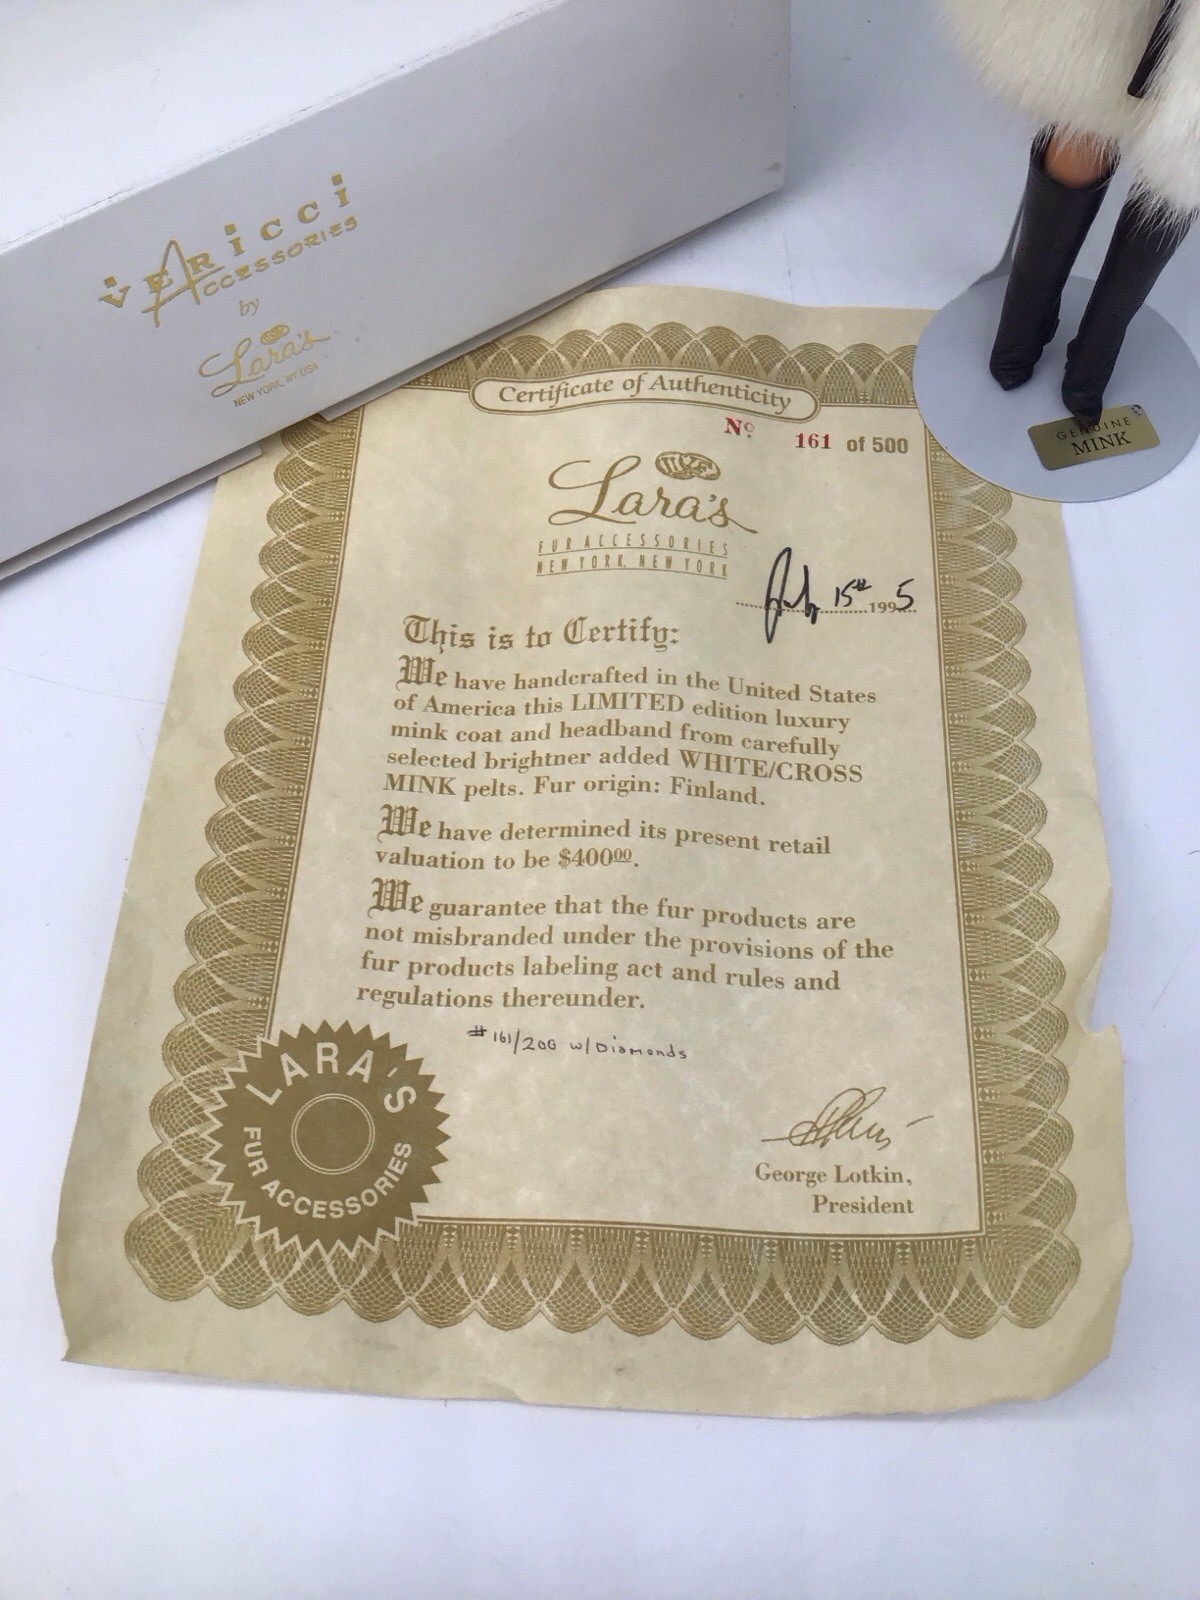 VERICCI
ACCESSORIES
by
Lara's
NEW YORK, NY USA
GENUINE
MINK
Certificate of Authenticity
Nº 161 of 500
Lara's
FUR ACCESSORIES
NEW YORK, NEW YORK
July 15th 1995
This is to Certify:
We have handcrafted in the United States
of America this LIMITED edition luxury
mink coat and headband from carefully
selected brightner added WHITE/CROSS
MINK pelts. Fur origin: Finland.
We have determined its present retail
valuation to be $40000.
We guarantee that the fur products are
not misbranded under the provisions of the
fur products labeling act and rules and
regulations thereunder.
#161/200 w/Diamonds
LARA'S
FUR ACCESSORIES
George Lotkin,
President